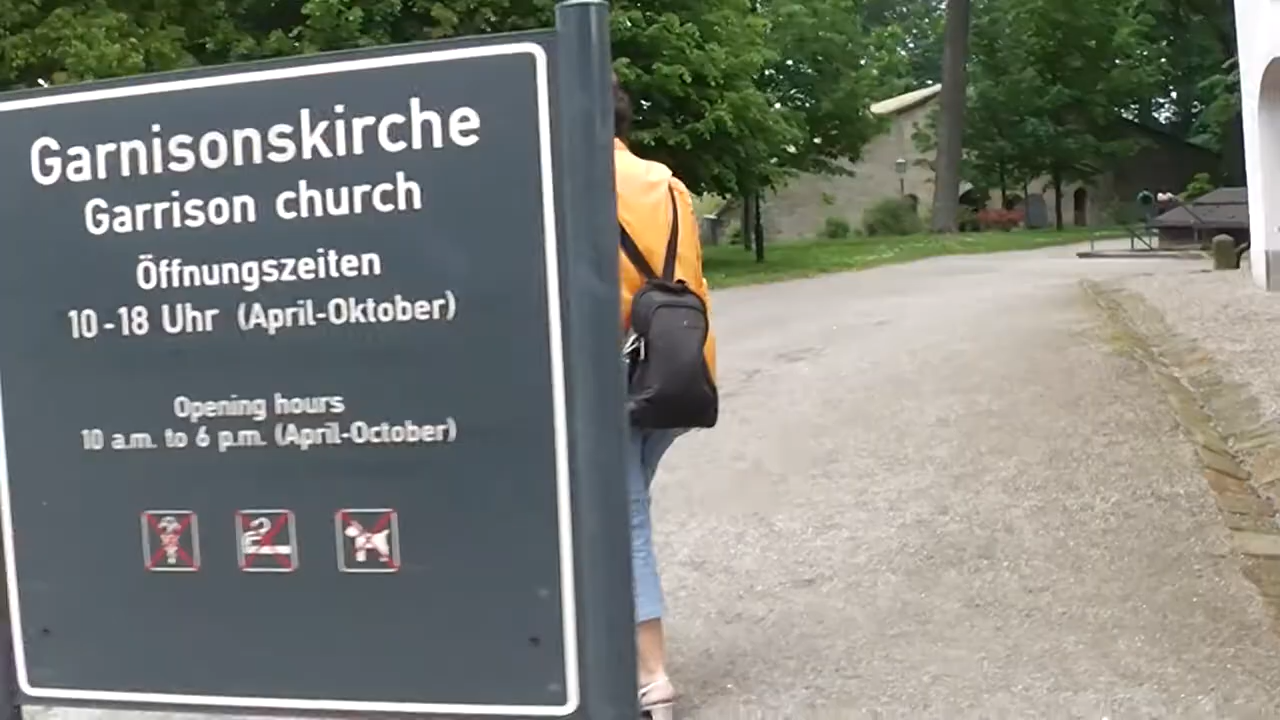 Garnisonskirche
Garrison church
Öffnungszeiten
10-18 Uhr (April-Oktober)
Opening hours
10 a.m. to 6 p.m. (April-October)